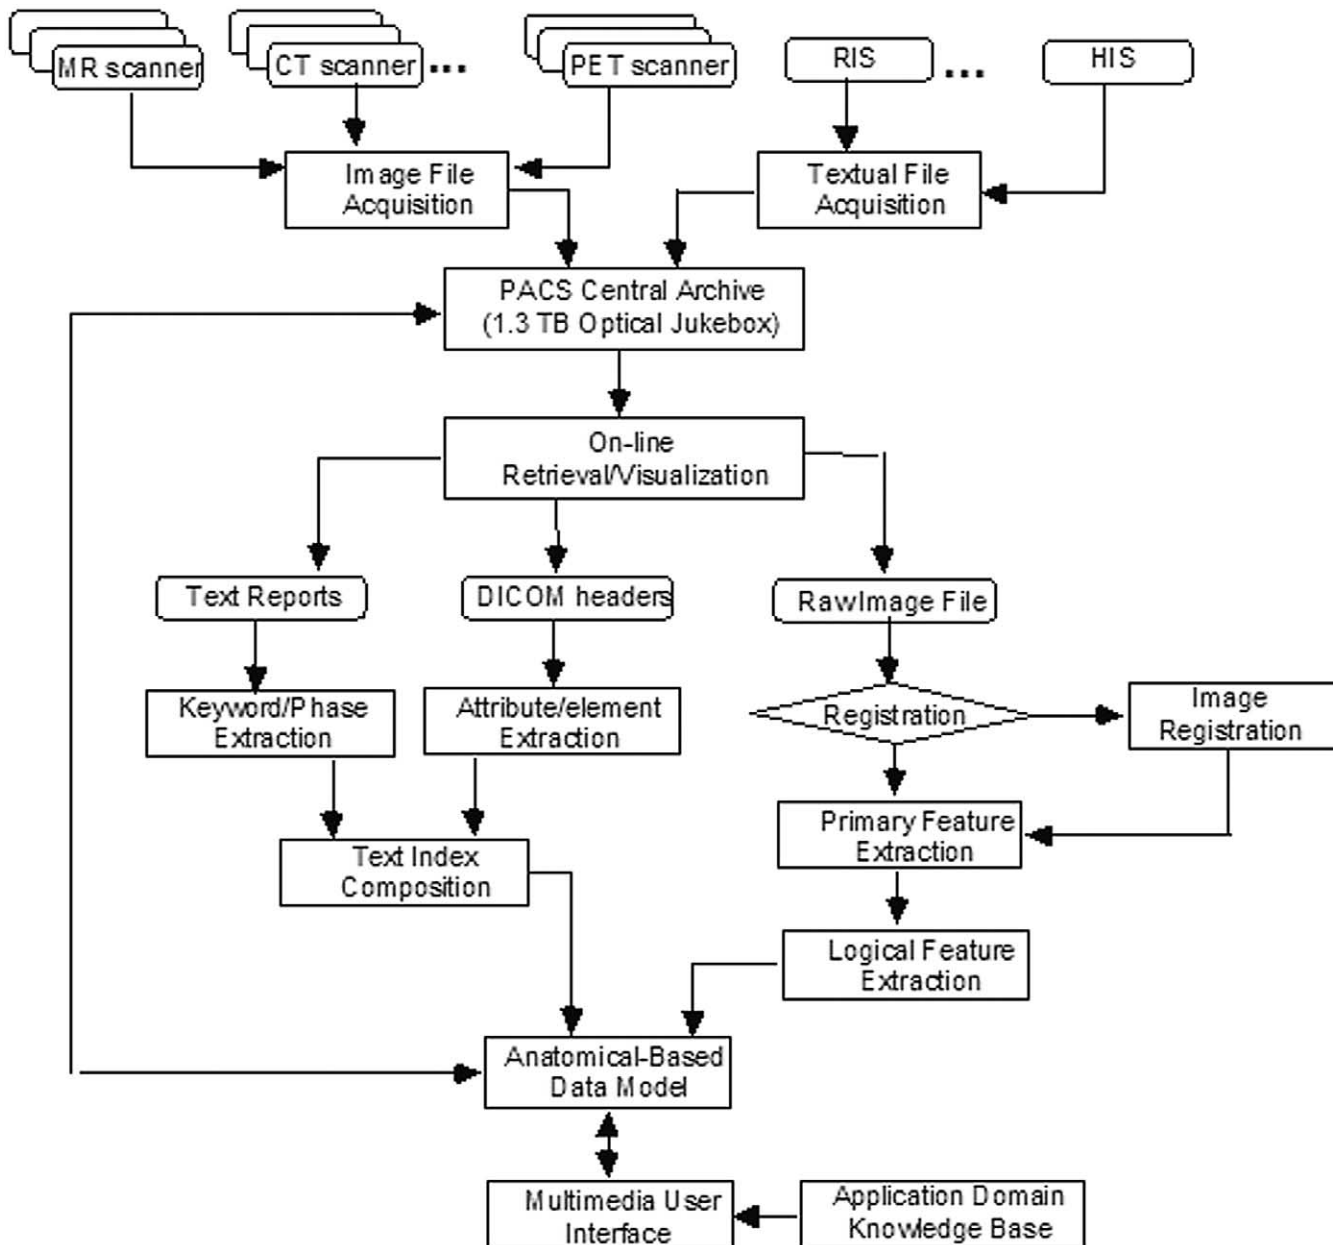 MR scanner
CT scanner
...
PET scanner
RIS
...
HIS
Image File
Acquisition
Textual File
Acquisition
PACS Central Archive
(1.3 TB Optical Jukebox)
On-line
Retrieval/Visualization
Text Reports
DICOM headers
RawImage File
Keyword/Phase
Extraction
Attribute/element
Extraction
Registration
Image
Registration
Primary Feature
Extraction
Text Index
Composition
Logical Feature
Extraction
Anatomical-Based
Data Model
Multimedia User
Interface
Application Domain
Knowledge Base